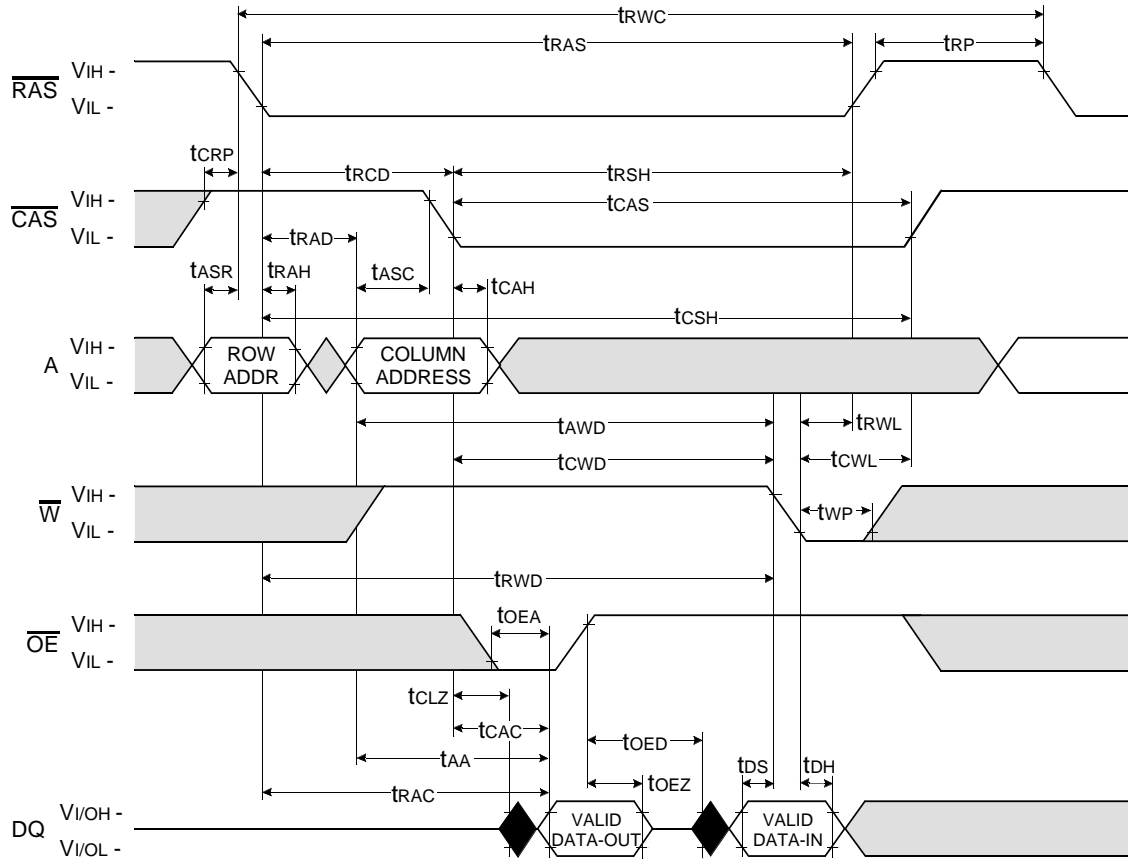 tRWC
tRAS
tRP
RAS
VIH -
VIL -
tCRP
tRCD
tRSH
CAS
VIH -
VIL -
tCAS
tRAD
tASR
tRAH
tASC
tCAH
tCSH
A
VIH -
VIL -
ROW
ADDR
COLUMN
ADDRESS
tAWD
tRWL
tCWD
tCWL
W
VIH -
VIL -
tWP
tRWD
OE
VIH -
VIL -
tOEA
tCLZ
tCAC
tOED
tAA
tDS
tDH
tOEZ
tRAC
DQ
VI/OH -
VI/OL -
VALID
DATA-OUT
VALID
DATA-IN